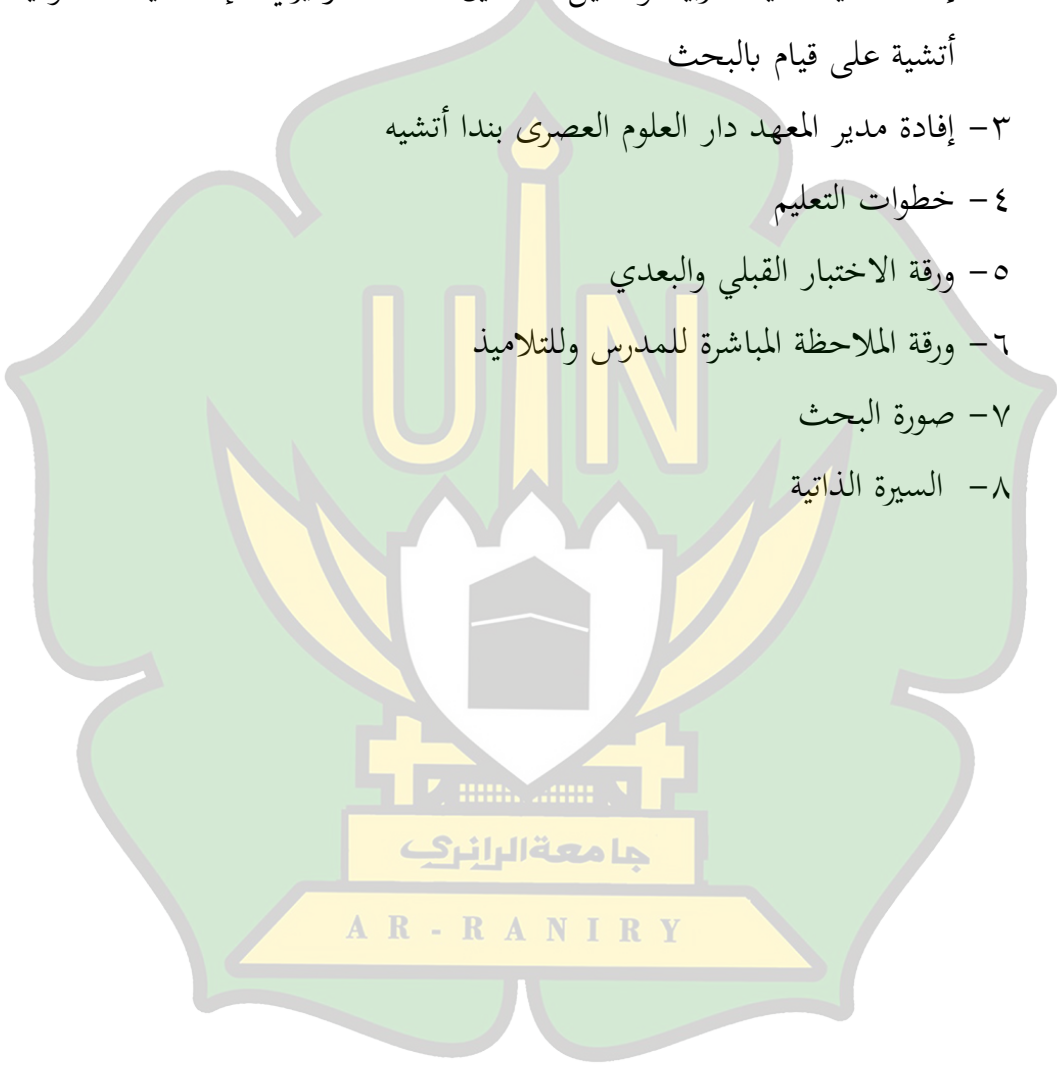 أتشية على قيام بالبحث
٣- إفادة مدير المعهد دار العلوم العصرى بندا أتشيه
٤- خطوات التعليم
٥- ورقة الاختبار القبلي والبعدي
٦- ورقة الملاحظة المباشرة للمدرس وللتلاميذ
٧- صورة البحث
٨- السيرة الذاتية
UIN
جامعة الرانري
AR-RANIRY